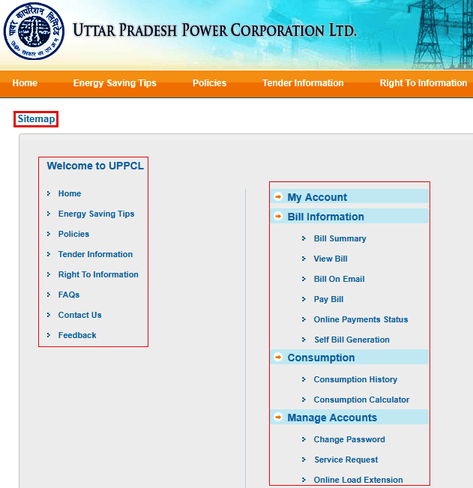 UTTAR PRADESH POWER CORPORATION LTD.
Home Energy Saving Tips Policies Tender Information Right To Information
Sitemap
Welcome to UPPCL
Home
Energy Saving Tips
Policies
Tender Information
Right To Information
FAQs
Contact Us
Feedback
My Account
Bill Information
Bill Summary
View Bill
Bill On Email
Pay Bill
Online Payments Status
Self Bill Generation
Consumption
Consumption History
Consumption Calculator
Manage Accounts
Change Password
Service Request
Online Load Extension